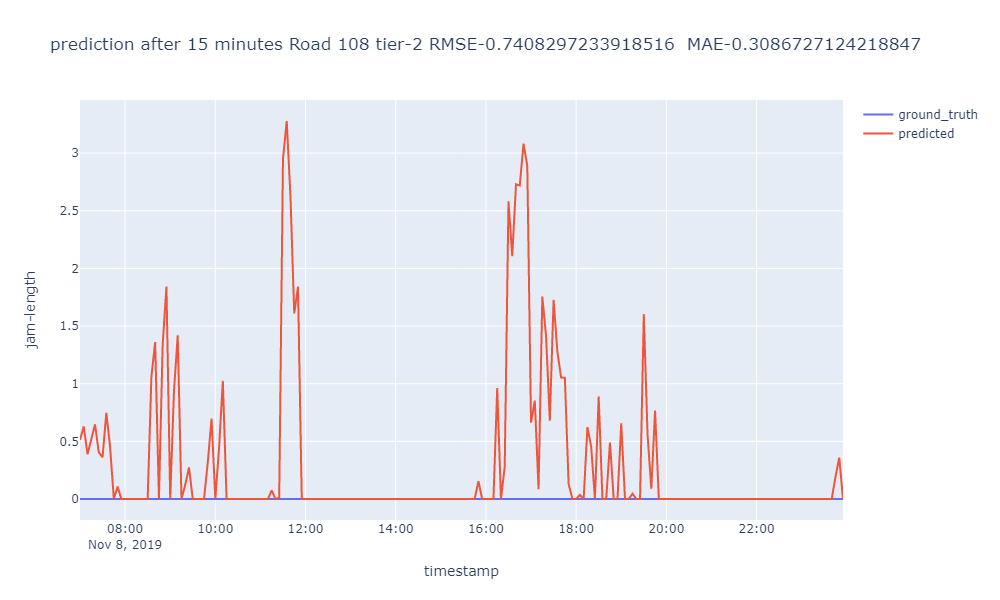 prediction after 15 minutes Road 108 tier-2 RMSE-0.7408297233918516  MAE-0.3086727124218847
ground_truth
predicted
3
2.5
2
1.5
1
0.5
0
jam-length
08:00
10:00
12:00
14:00
16:00
18:00
20:00
22:00
Nov 8, 2019
timestamp